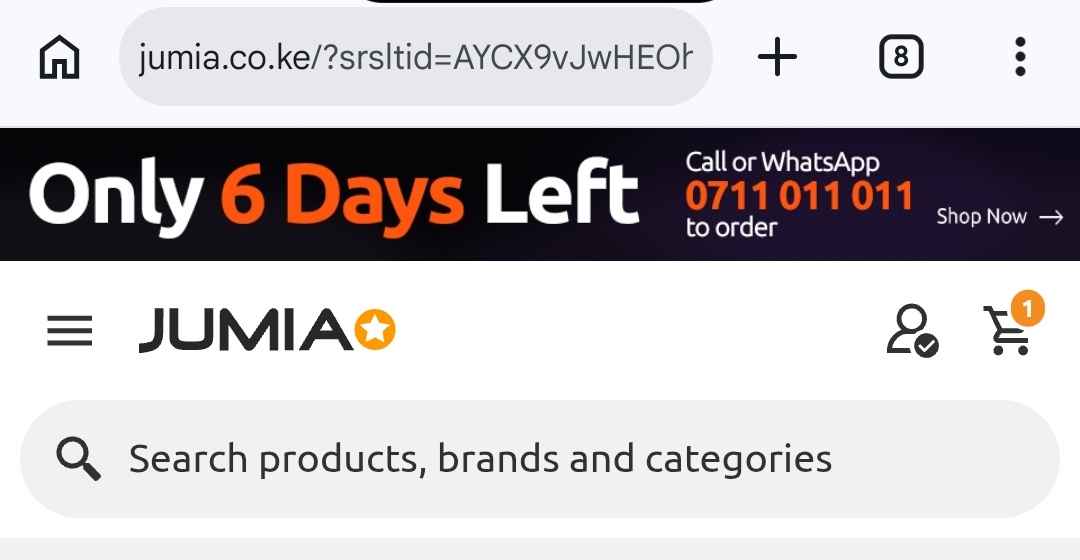 jumia.co.ke/?srsltid=AYCX9vJwHEOh
8
Only 6 Days Left
Call or WhatsApp
0711 011 011
to order
Shop Now →
JUMIA
1
Search products, brands and categories